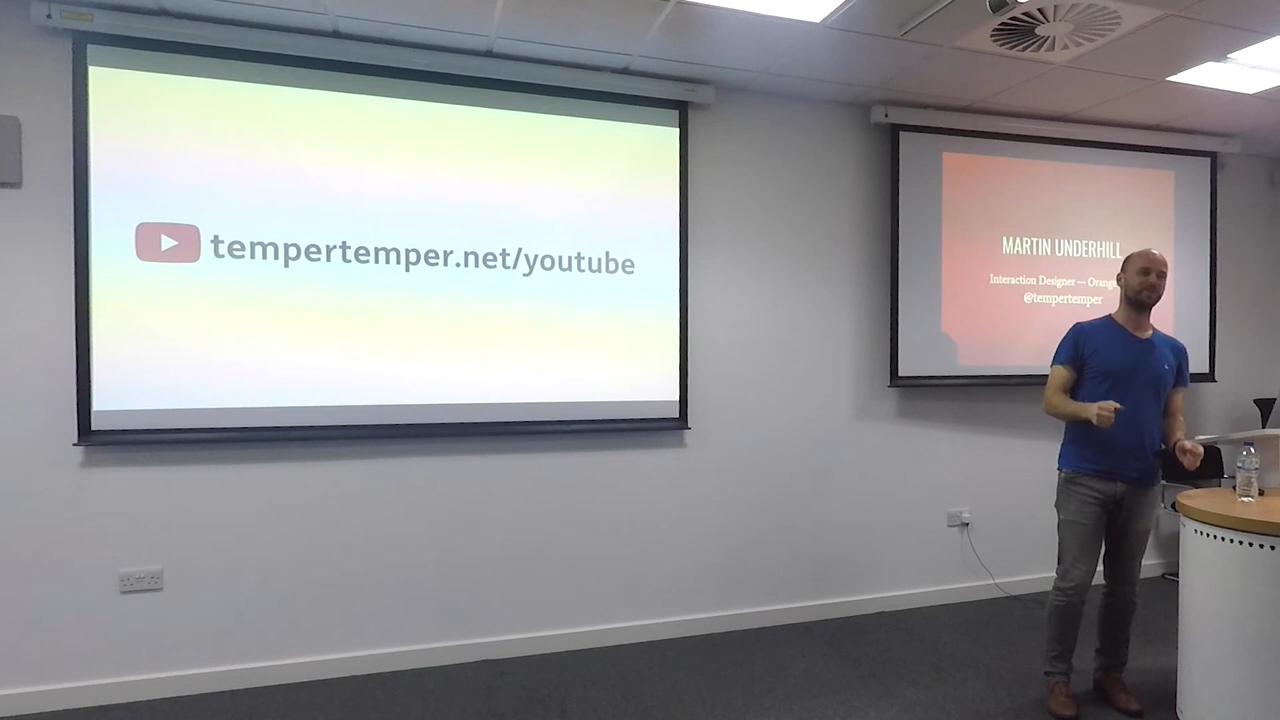 tempertemper.net/youtube
MARTIN UNDERHILL
Interaction Designer — Orange
@tempertemper